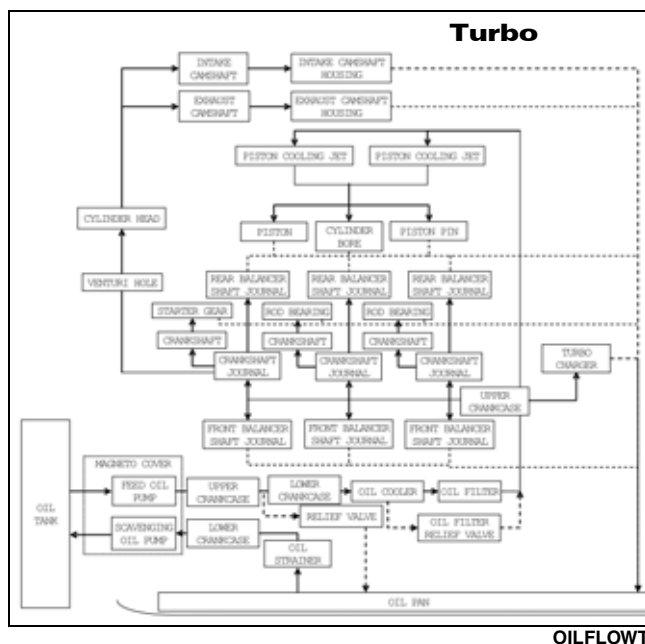 Turbo
INTAKE
CAMSHAFT
INTAKE CAMSHAFT
HOUSING
EXHAUST
CAMSHAFT
EXHAUST CAMSHAFT
HOUSING
PISTON COOLING JET
PISTON COOLING JET
CYLINDER HEAD
PISTON
CYLINDER
BORE
PISTON PIN
VENTURI HOLE
REAR BALANCER
SHAFT JOURNAL
REAR BALANCER
SHAFT JOURNAL
REAR BALANCER
SHAFT JOURNAL
STARTER GEAR
ROD BEARING
ROD BEARING
CRANKSHAFT
CRANKSHAFT
CRANKSHAFT
CRANKSHAFT
JOURNAL
CRANKSHAFT
JOURNAL
CRANKSHAFT
JOURNAL
TURBO
CHARGER
UPPER
CRANKCASE
FRONT BALANCER
SHAFT JOURNAL
FRONT BALANCER
SHAFT JOURNAL
FRONT BALANCER
SHAFT JOURNAL
MAGNETO COVER
OIL
TANK
FEED OIL
PUMP
UPPER
CRANKCASE
LOWER
CRANKCASE
OIL COOLER
OIL FILTER
RELIEF VALVE
SCAVENGING
OIL PUMP
LOWER
CRANKCASE
OIL FILTER
RELIEF VALVE
OIL
STRAINER
OIL PAN
OILFLOWT